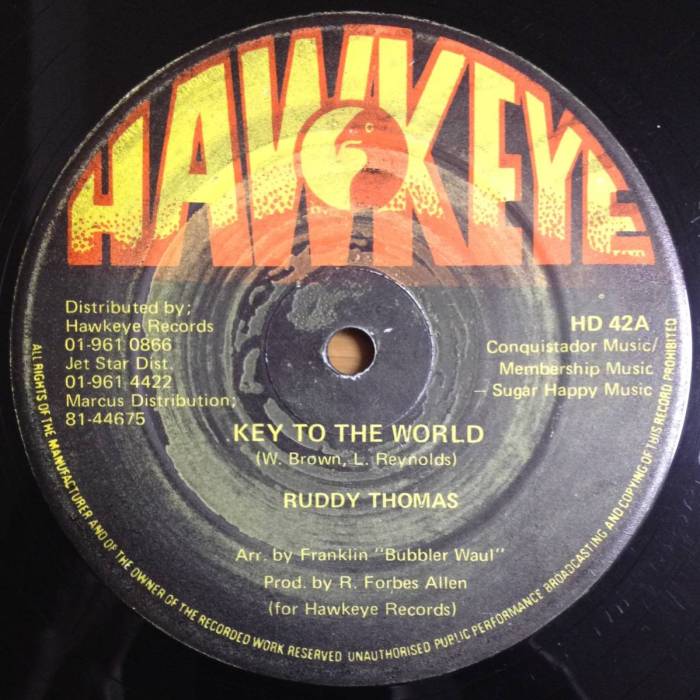 HAWKEYE
Distributed by;
Hawkeye Records
01-961 0866
Jet Star Dist.
01-961 4422
Marcus Distribution;
81-44675
HD 42A
Conquistador Music/
Membership Music
– Sugar Happy Music
KEY TO THE WORLD
(W. Brown, L. Reynolds)
RUDDY THOMAS
Arr. by Franklin "Bubbler Waul"
Prod. by R. Forbes Allen
(for Hawkeye Records)
ALL RIGHTS OF THE MANUFACTURER AND OF THE OWNER OF THE RECORDED WORK RESERVED UNAUTHORISED PUBLIC PERFORMANCE BROADCASTING AND COPYING OF THIS RECORD PROHIBITED